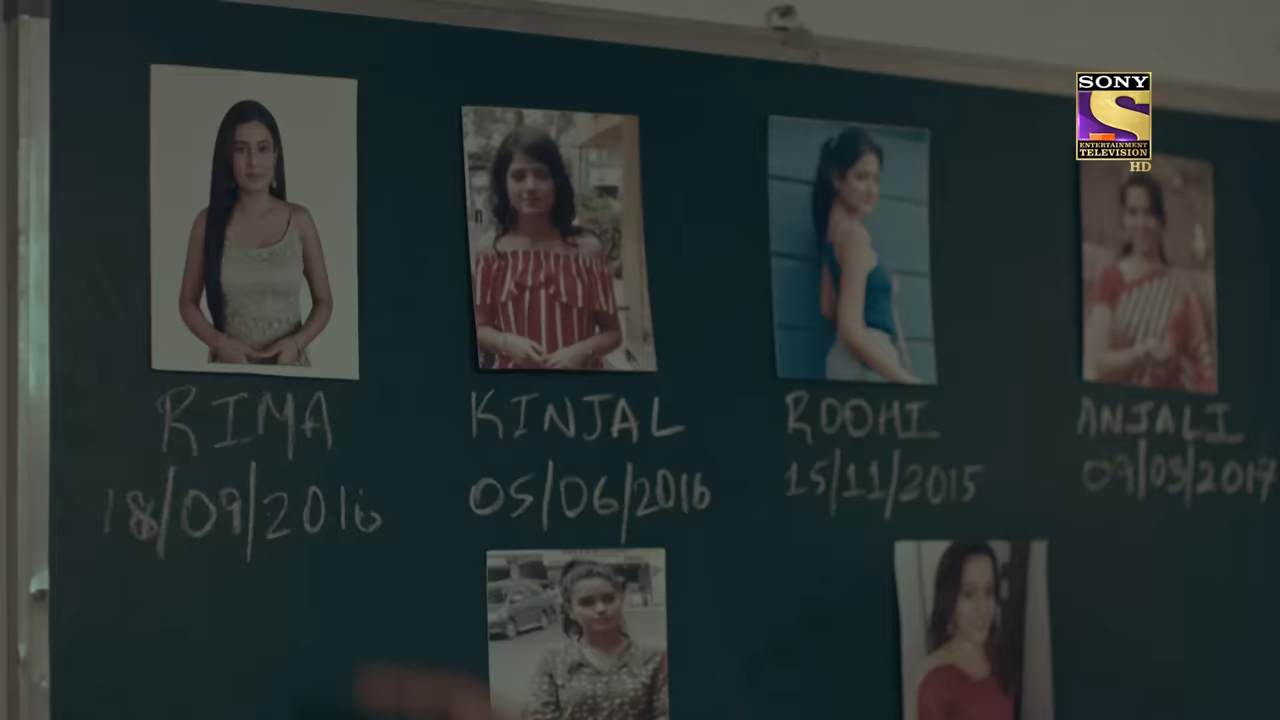 SONY
ENTERTAINMENT
TELEVISION
HD
RIMA
KINJAL
ROOHI
ANJALI
18/09/2016
05/06/2016
15/11/2015
09/03/2017